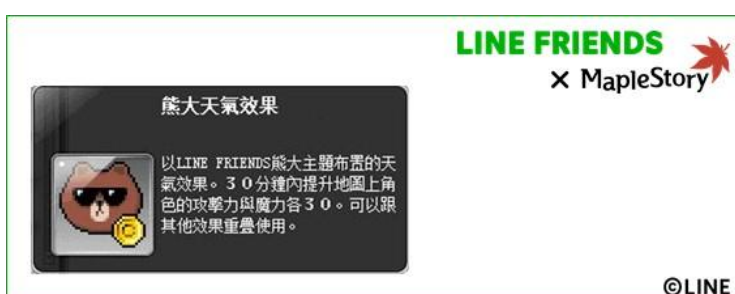 LINE FRIENDS
× MapleStory
熊大天氣效果
以LINE FRIENDS熊大主題布置的天
氣效果。３０分鐘內提升地圖上角
色的攻擊力與魔力各30。可以跟
其他效果重疊使用。
©LINE